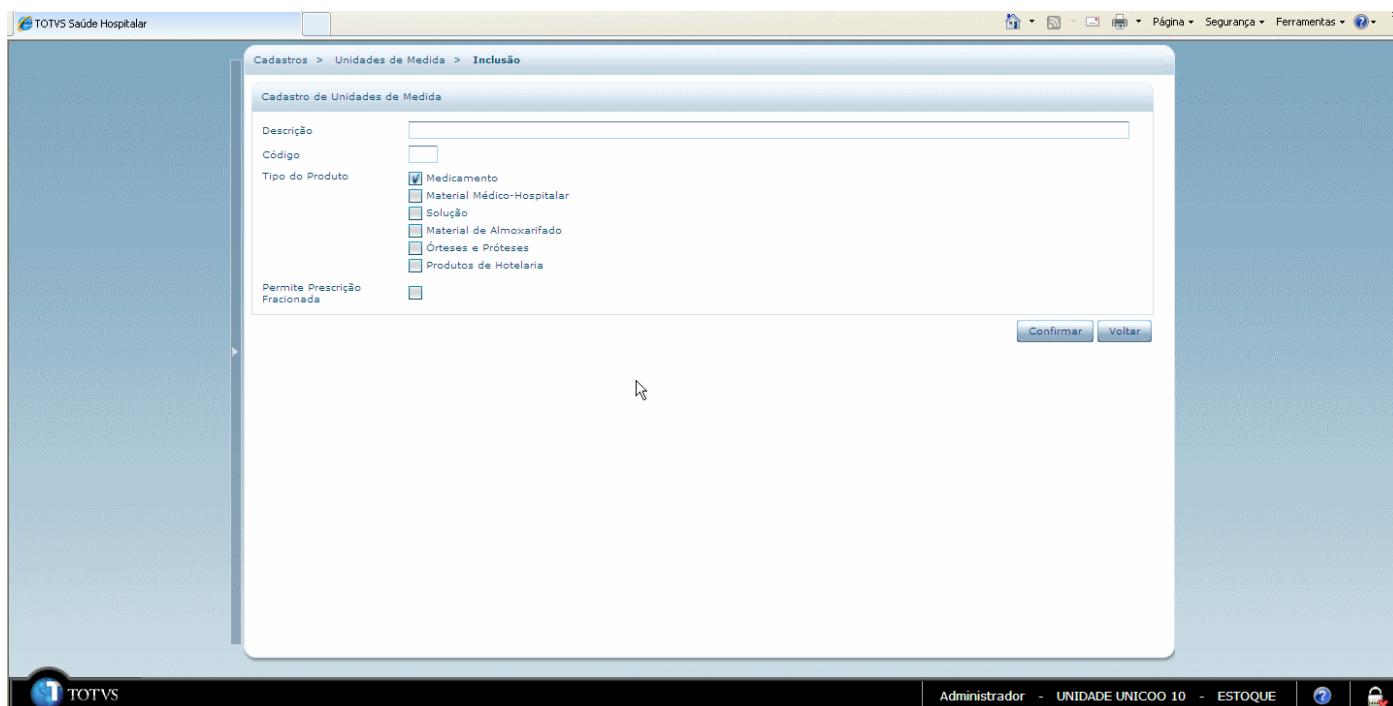 TOTVS Saúde Hospitalar
Página Segurança Ferramentas
Cadastros > Unidades de Medida > Inclusão
Cadastro de Unidades de Medida
Descrição
Código
Tipo do Produto
Medicamento
Material Médico-Hospitalar
Solução
Material de Almoxarifado
Órteses e Próteses
Produtos de Hotelaria
Permite Prescrição
Fracionada
Confirmar Voltar
TOTVS
Administrador - UNIDADE UNICOO 10 - ESTOQUE